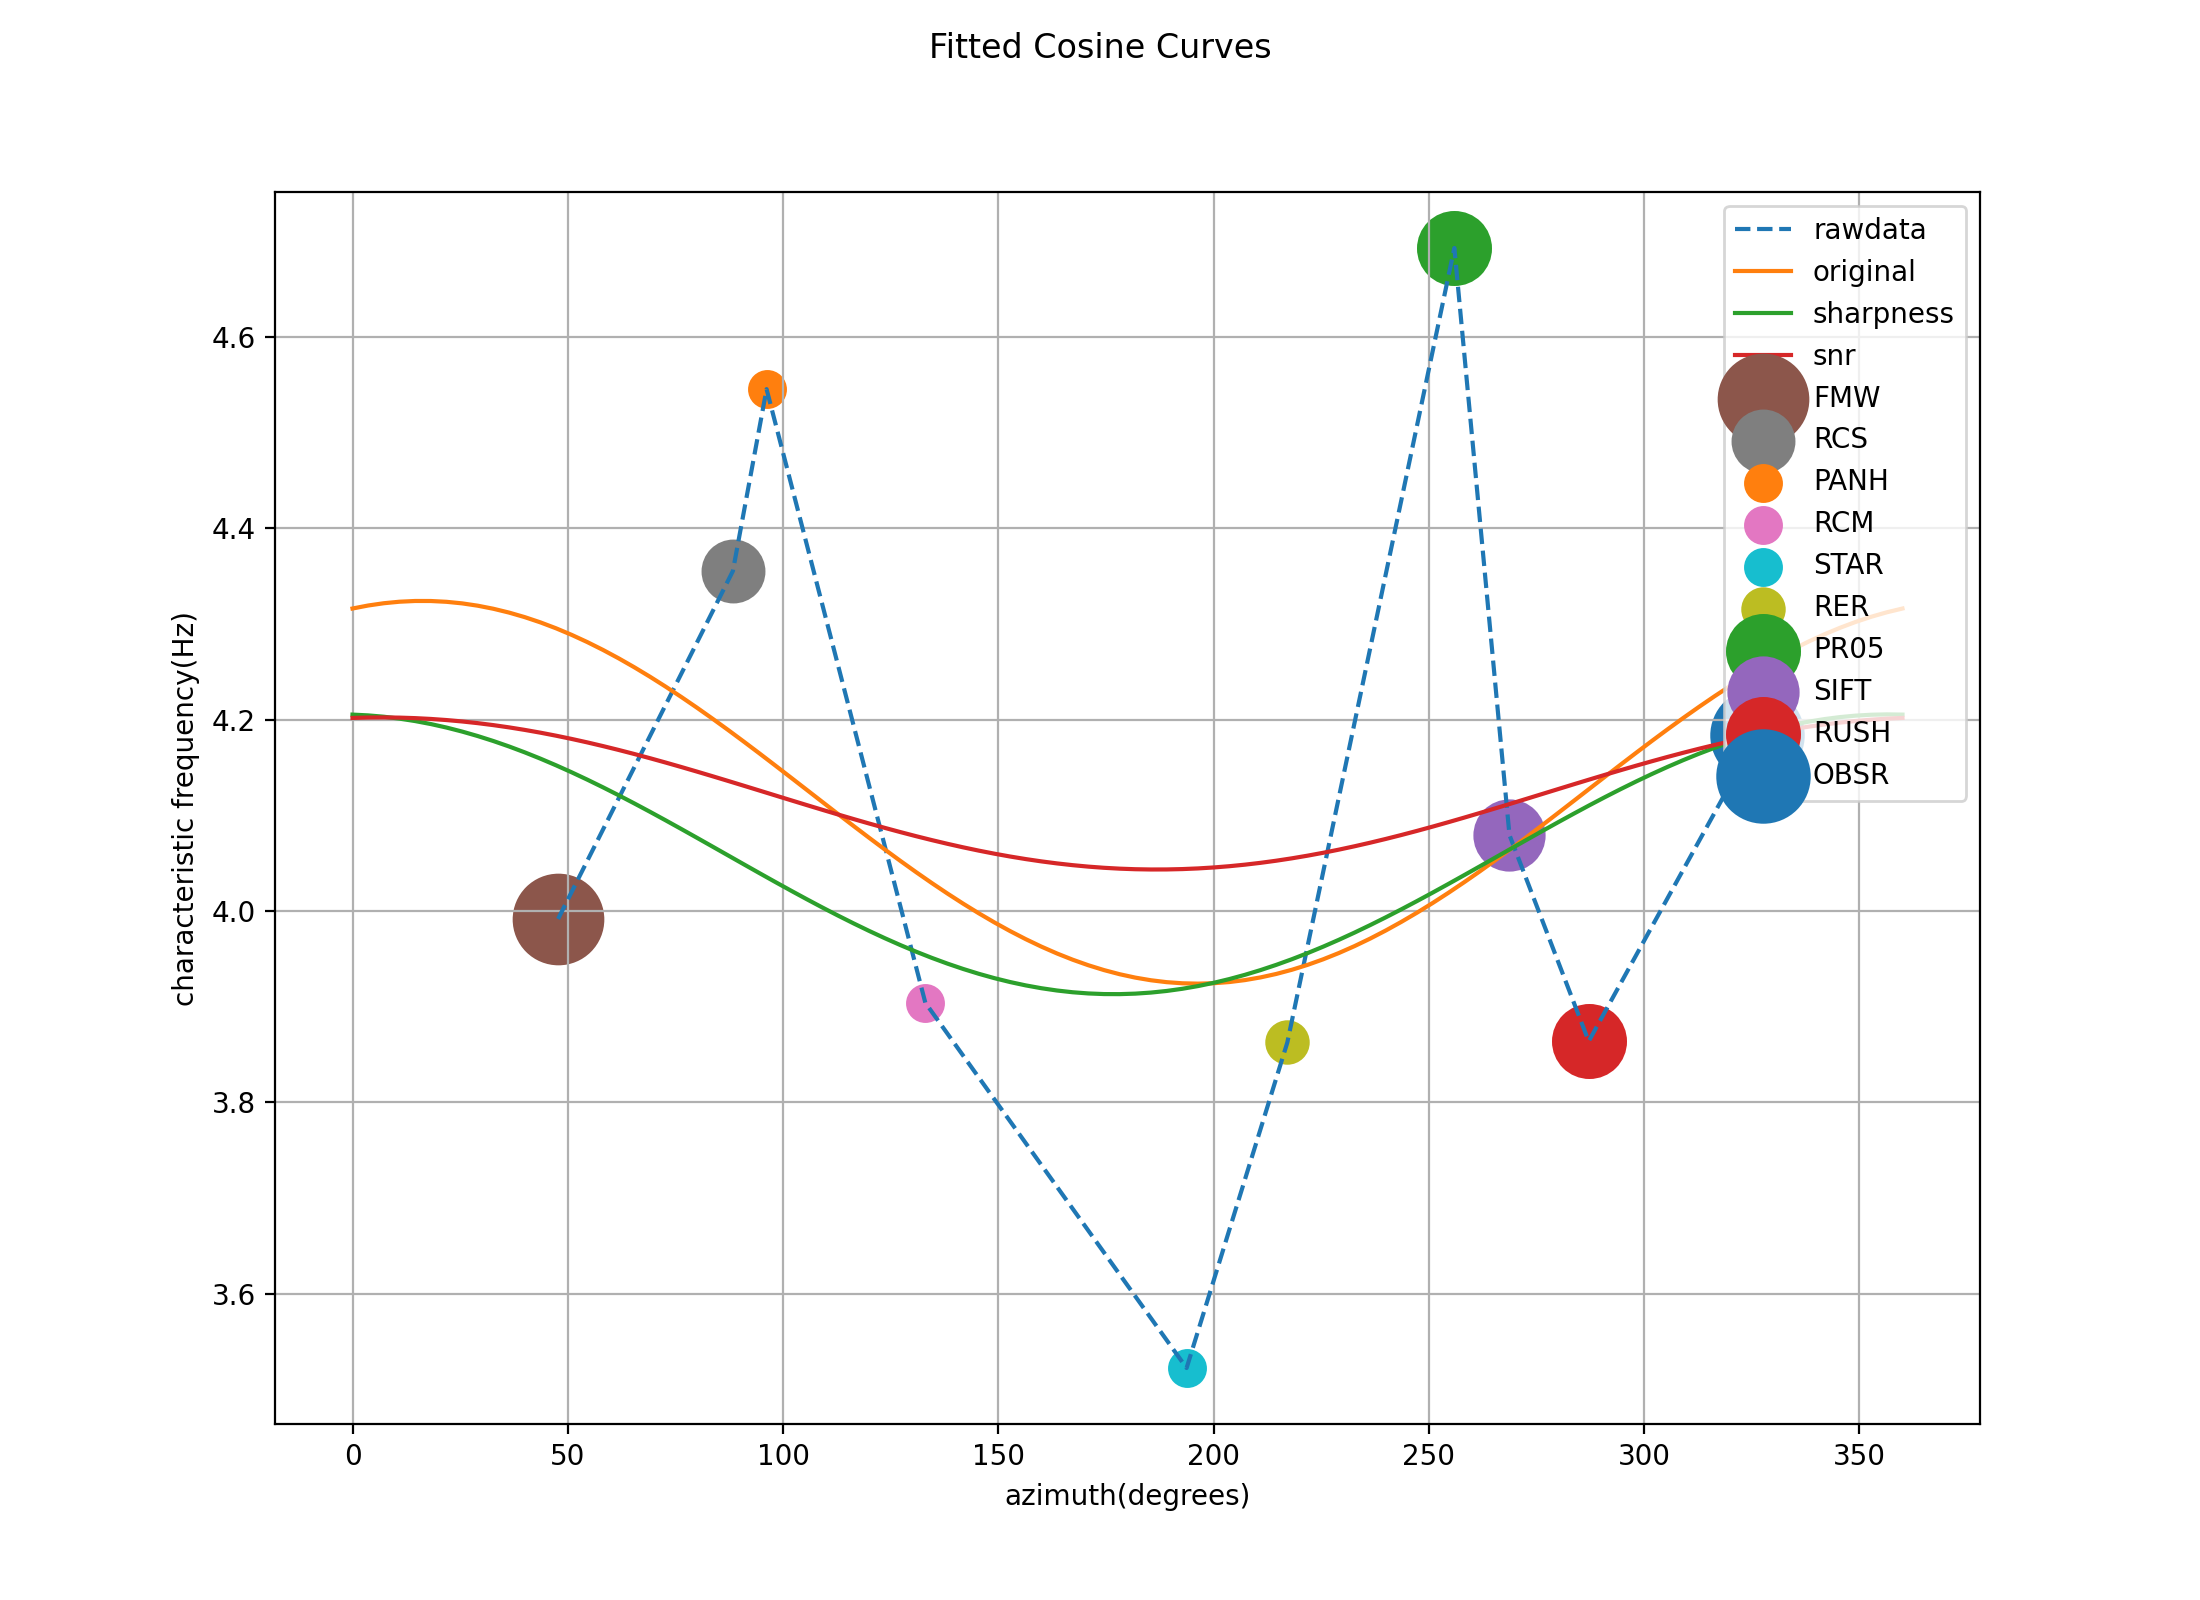 Fitted Cosine Curves
characteristic frequency(Hz)
4.6
4.4
4.2
4.0
3.8
3.6
0 50 100 150 200 250 300 350
azimuth(degrees)
rawdata
original
sharpness
snr
FMW
RCS
PANH
RCM
STAR
RER
PR05
SIFT
RUSH
OBSR